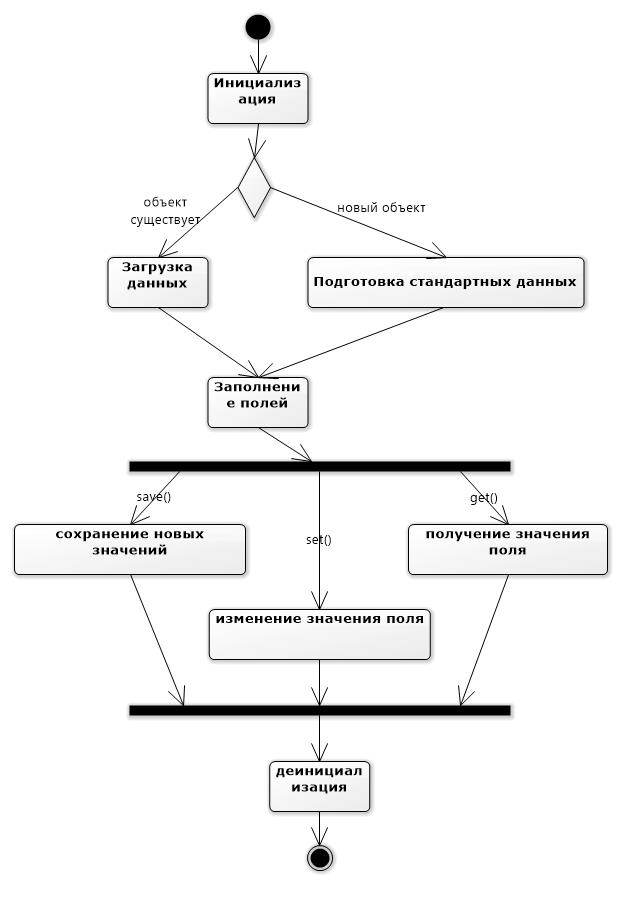 Инициализ
ация
объект
существует
новый объект
Загрузка
данных
Подготовка стандартных данных
Заполнени
е полей
save()
set()
get()
сохранение новых
значений
получение значения
поля
изменение значения поля
деинициал
изация